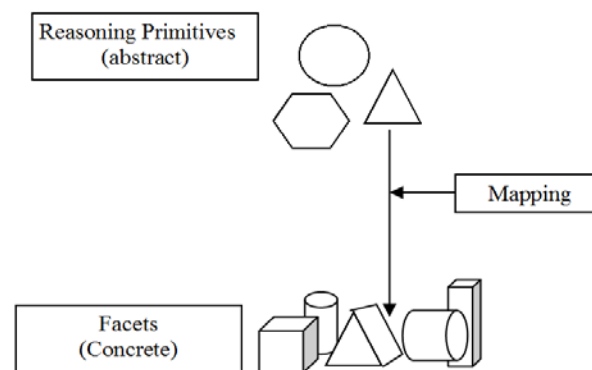 Reasoning Primitives
(abstract)
Mapping
Facets
(Concrete)